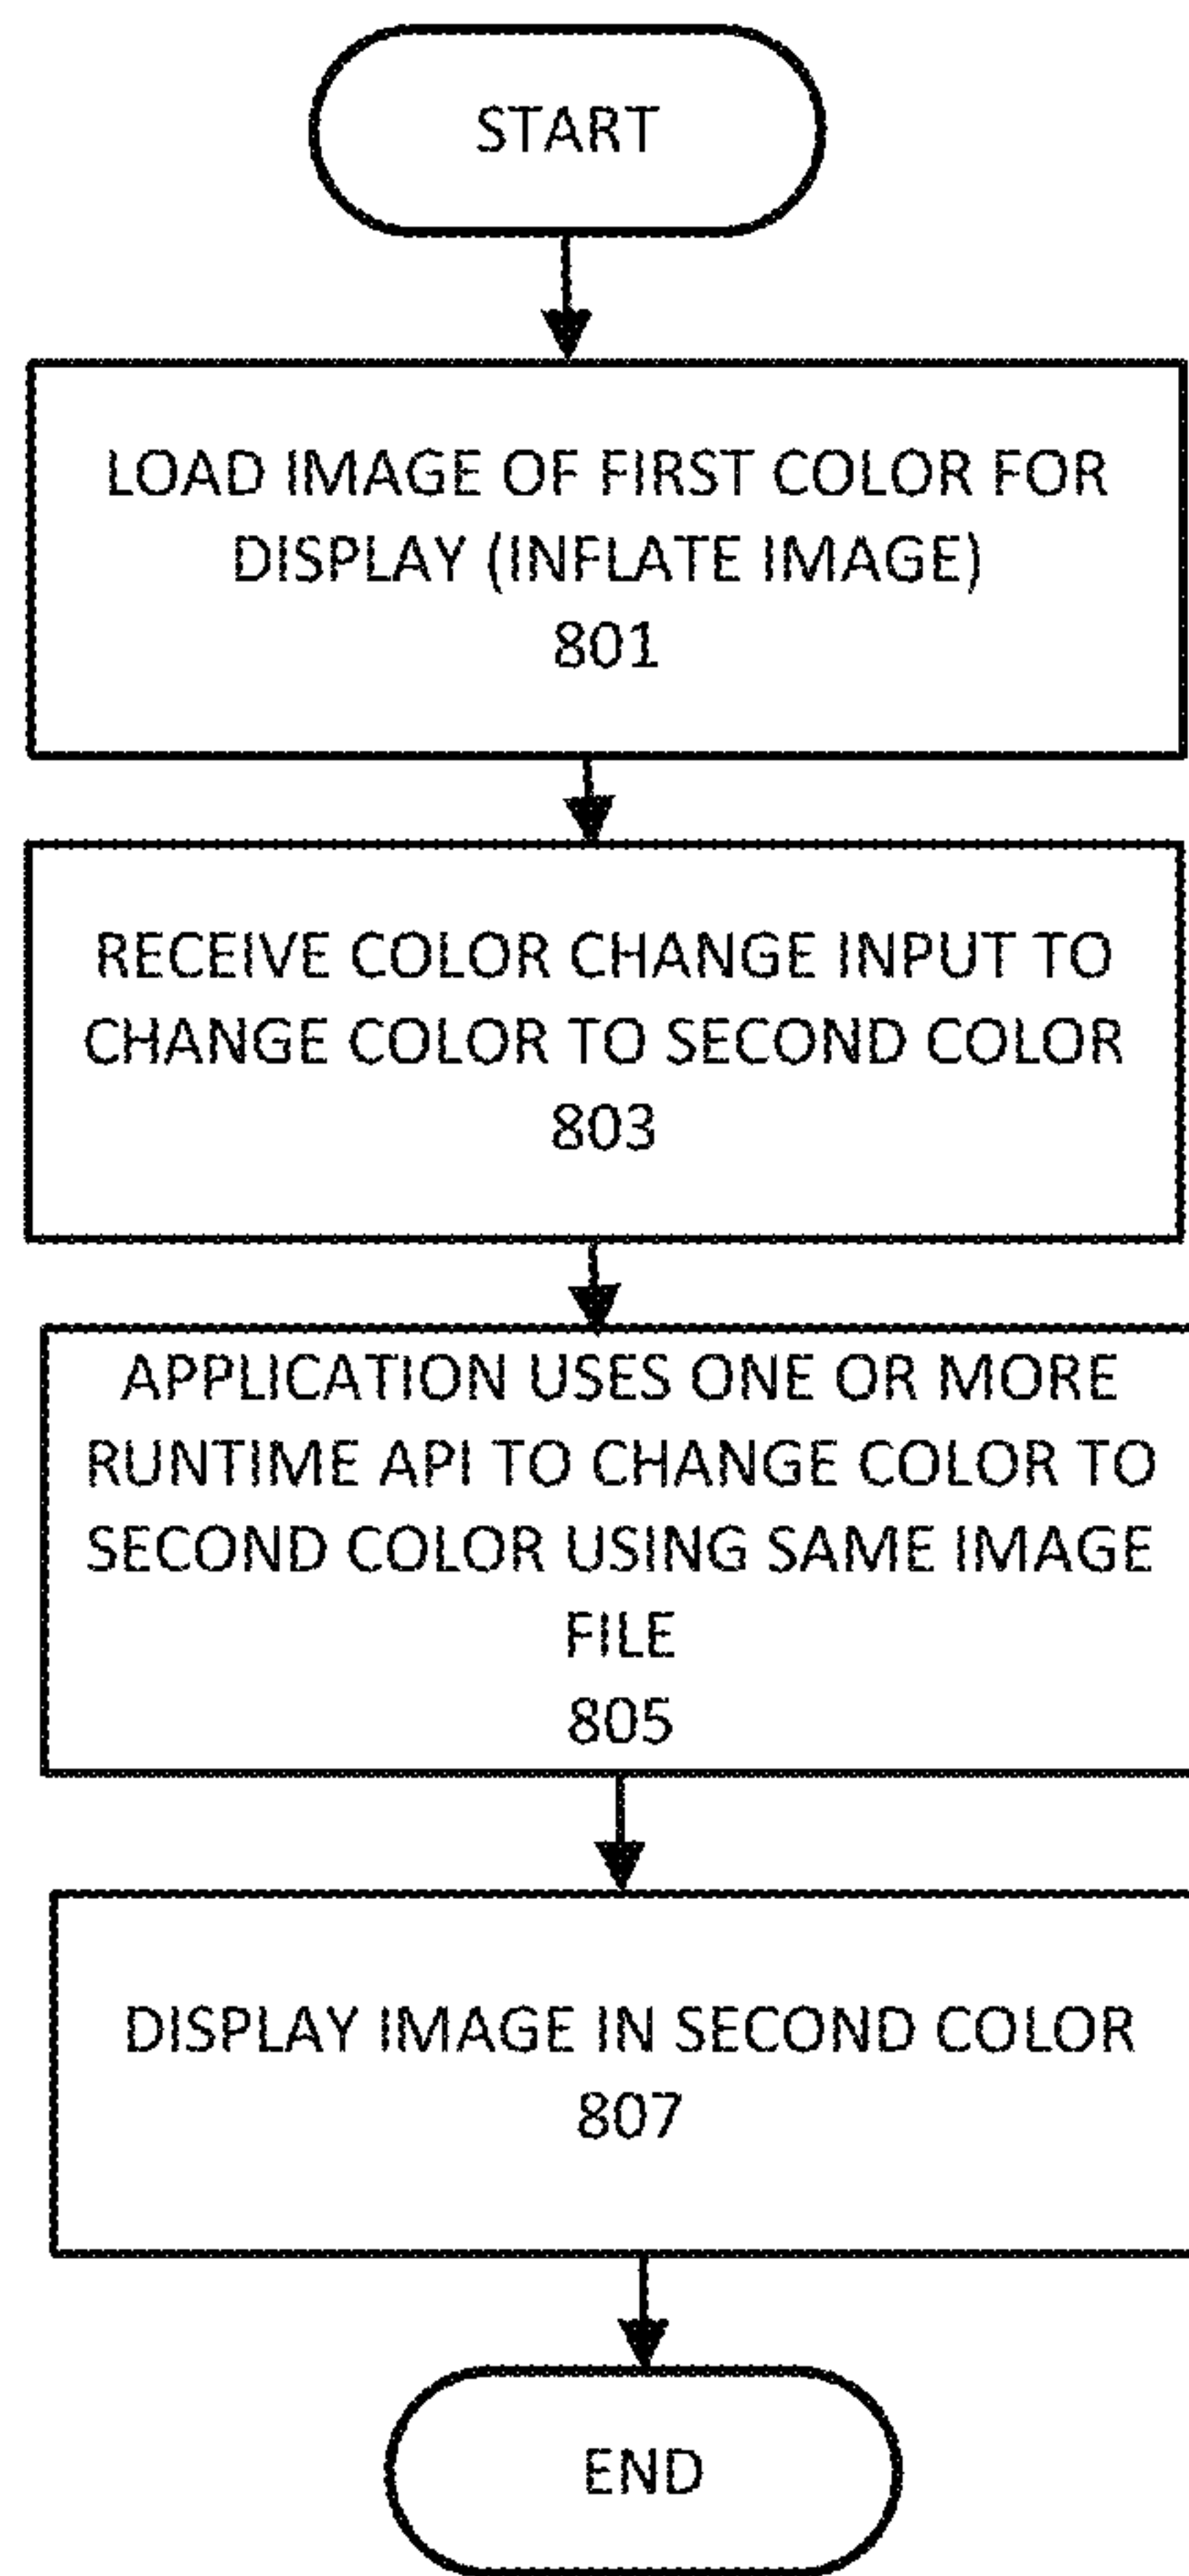 START
LOAD IMAGE OF FIRST COLOR FOR
DISPLAY (INFLATE IMAGE)
801
RECEIVE COLOR CHANGE INPUT TO
CHANGE COLOR TO SECOND COLOR
803
APPLICATION USES ONE OR MORE
RUNTIME API TO CHANGE COLOR TO
SECOND COLOR USING SAME IMAGE
FILE
805
DISPLAY IMAGE IN SECOND COLOR
807
END